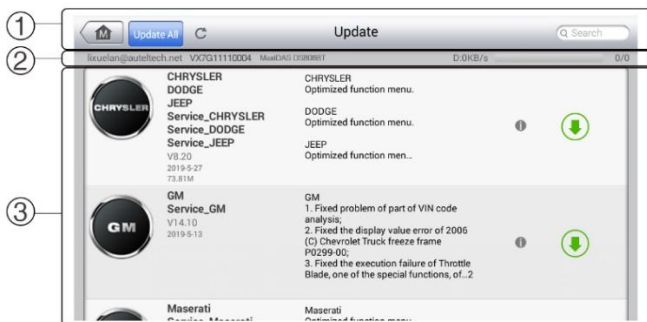 ①
M
Update All
Update
Search
②
lixuelan@auteltech.net VX7G11110004 MaxiDAS DS808BT D:0KB/s 0/0
③
CHRYSLER
CHRYSLER
DODGE
JEEP
Service_CHRYSLER
Service_DODGE
Service_JEEP
V8.20
2019-5-27
73.81M
CHRYSLER
Optimized function menu.
DODGE
Optimized function menu.
JEEP
Optimized function men...
GM
GM
Service_GM
V14.10
2019-5-13
GM
1. Fixed problem of part of VIN code
analysis;
2. Fixed the display value error of 2006
(C) Chevrolet Truck freeze frame
P0299-00;
3. Fixed the execution failure of Throttle
Blade, one of the special functions, of...2
Maserati
Service_Maserati
Maserati
Optimized function menu